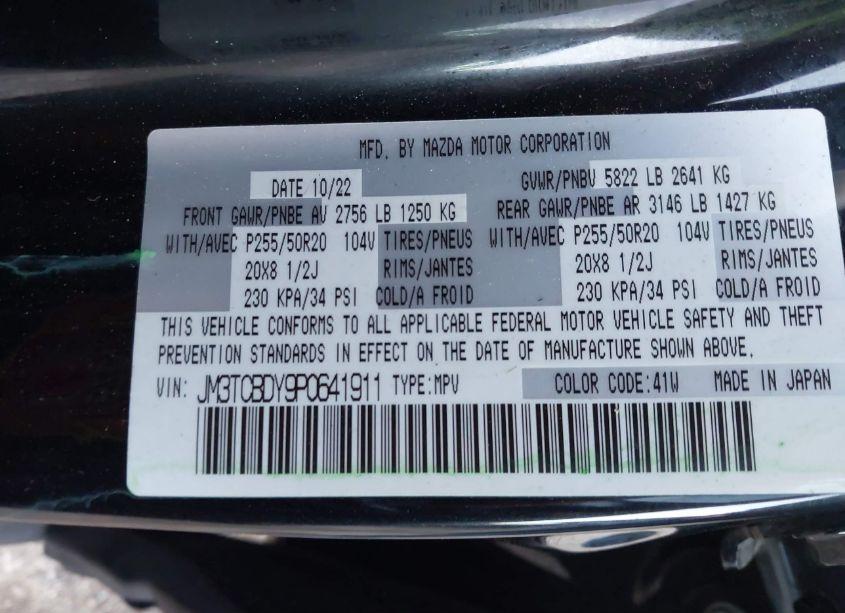 MFD. BY MAZDA MOTOR CORPORATION
DATE 10/22 GVWR/PNBV 5822 LB 2641 KG
FRONT GAWR/PNBE AV 2756 LB 1250 KG REAR GAWR/PNBE AR 3146 LB 1427 KG
WITH/AVEC P255/50R20 104V TIRES/PNEUS WITH/AVEC P255/50R20 104V TIRES/PNEUS
20X8 1/2J RIMS/JANTES 20X8 1/2J RIMS/JANTES
230 KPA/34 PSI COLD/A FROID 230 KPA/34 PSI COLD/A FROID
THIS VEHICLE CONFORMS TO ALL APPLICABLE FEDERAL MOTOR VEHICLE SAFETY AND THEFT
PREVENTION STANDARDS IN EFFECT ON THE DATE OF MANUFACTURE SHOWN ABOVE.
VIN: JM3TCBDY9P0641911 TYPE:MPV COLOR CODE:41W MADE IN JAPAN